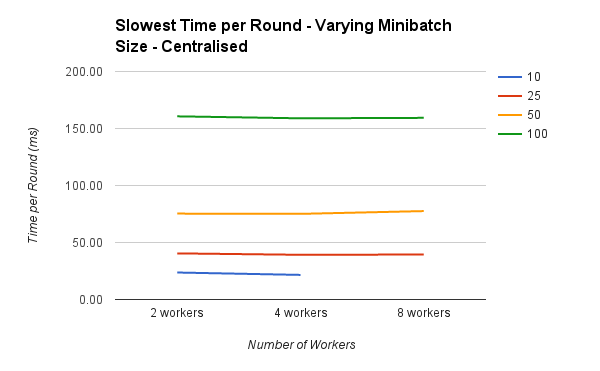 Slowest Time per Round - Varying Minibatch
Size - Centralised
200.00
150.00
100.00
50.00
0.00
Time per Round (ms)
2 workers
4 workers
8 workers
Number of Workers
10
25
50
100